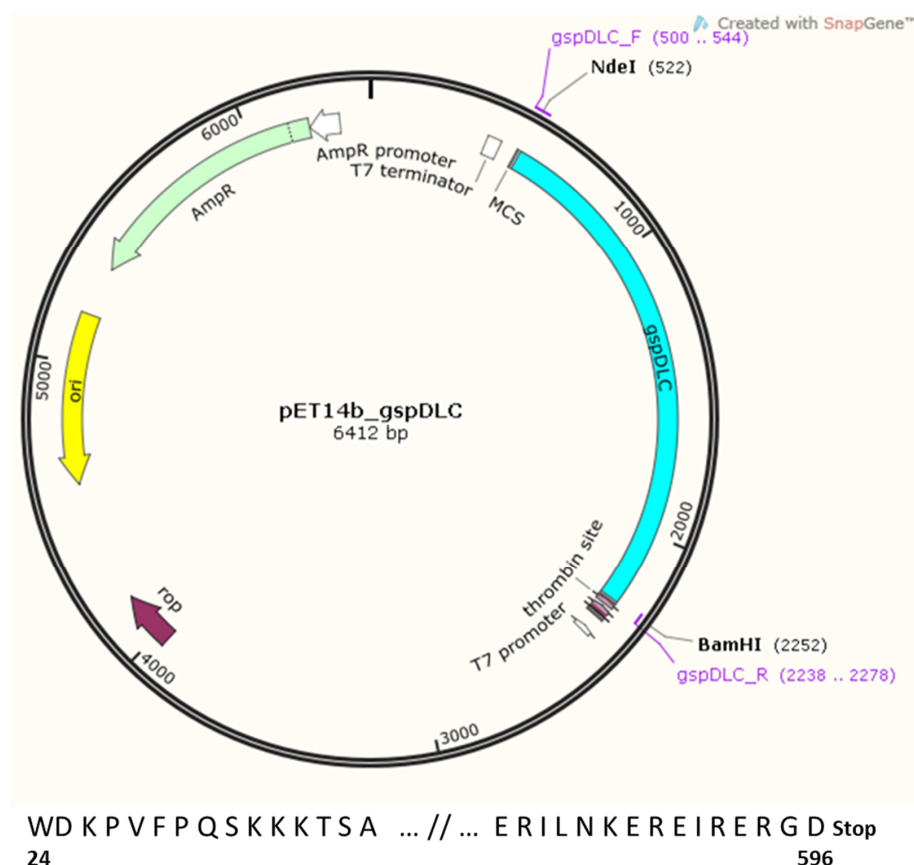 Created with SnapGene™
gspDLC_F (500 .. 544)
NdeI (522)
6000
AmpR promoter
T7 terminator
AmpR
MCS
1000
gspDLC
5000
ori
pET14b_gspDLC
6412 bp
2000
thrombin site
T7 promoter
rop
BamHI (2252)
gspDLC_R (2238 .. 2278)
4000
3000
WD K P V F P Q S K K K T S A ... // ... E R I L N K E R E I R E R G D Stop
24 596